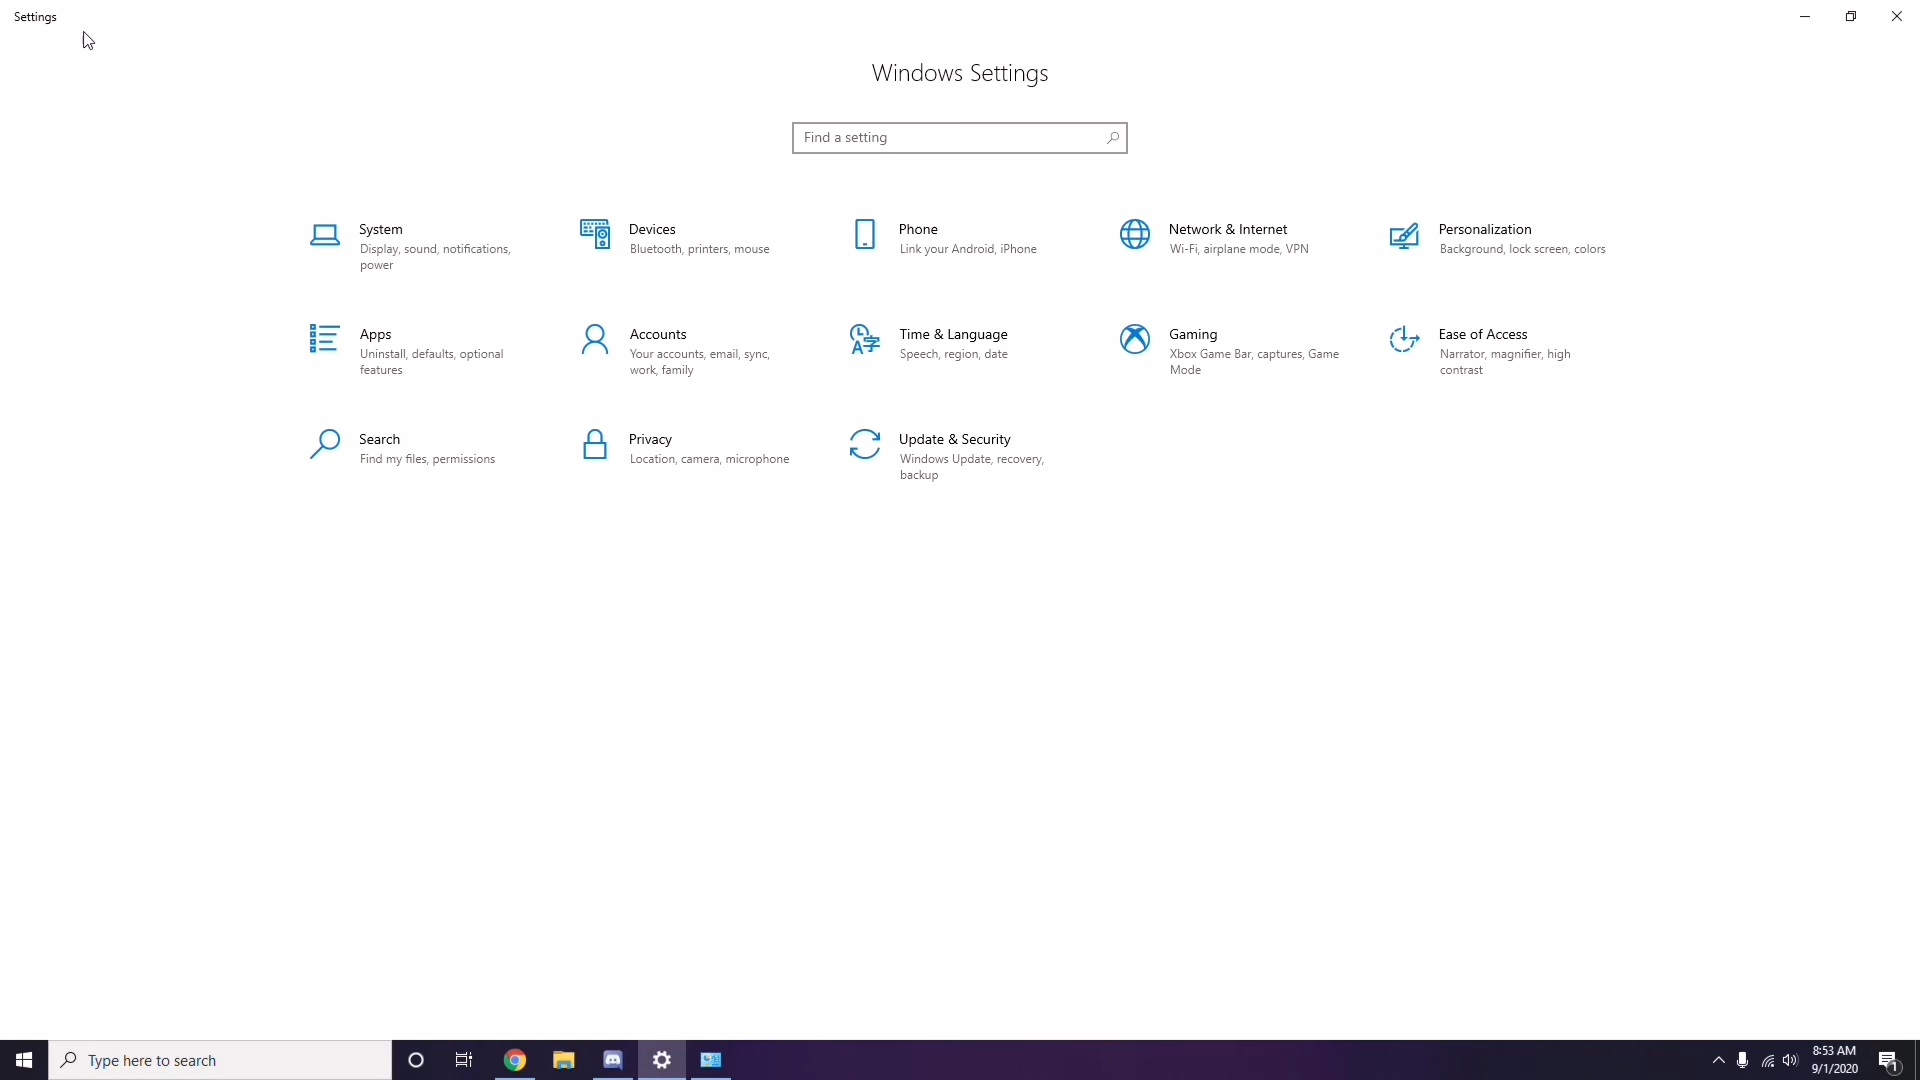 Settings
Windows Settings
Find a setting
System
Display, sound, notifications,
power
Devices
Bluetooth, printers, mouse
Phone
Link your Android, iPhone
Network & Internet
Wi-Fi, airplane mode, VPN
Personalization
Background, lock screen, colors
Apps
Uninstall, defaults, optional
features
Accounts
Your accounts, email, sync,
work, family
Time & Language
Speech, region, date
Gaming
Xbox Game Bar, captures, Game
Mode
Ease of Access
Narrator, magnifier, high
contrast
Search
Find my files, permissions
Privacy
Location, camera, microphone
Update & Security
Windows Update, recovery,
backup
Type here to search
8:53 AM
9/1/2020
1